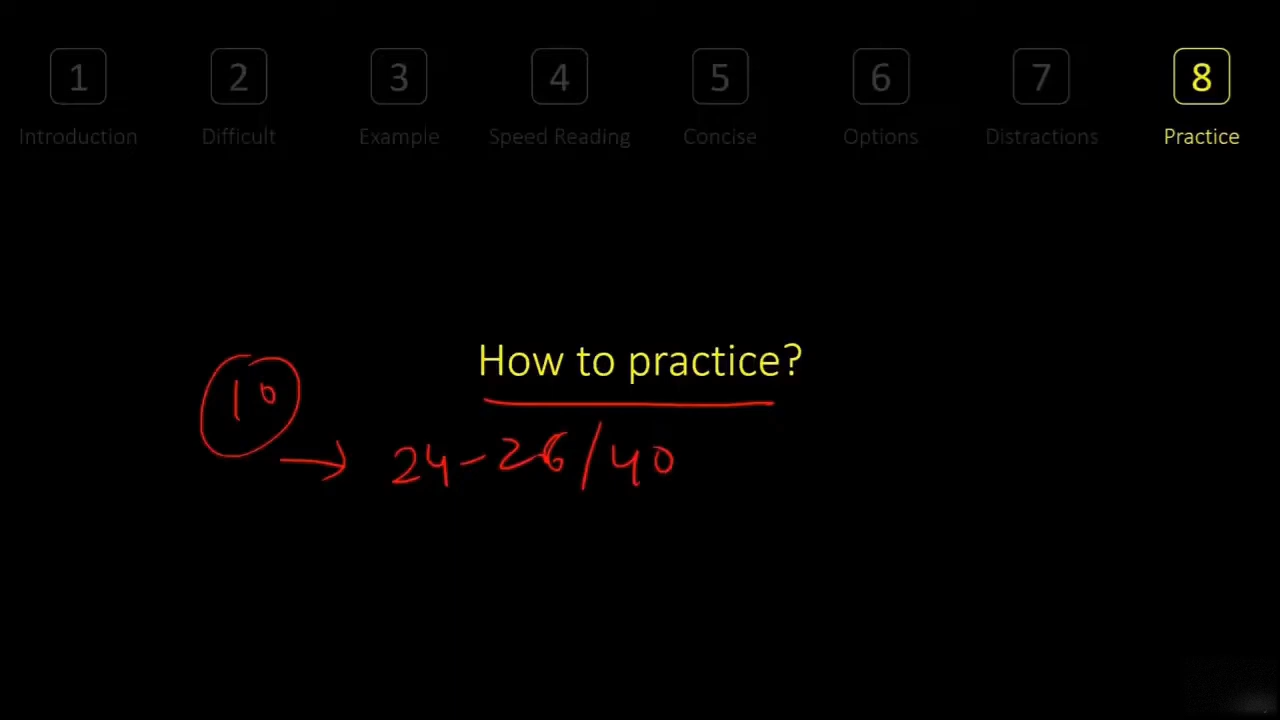 1 2 3 4 5 6 7 8
Introduction Difficult Example Speed Reading Concise Options Distractions Practice
How to practice?
10
→ 24-26/40